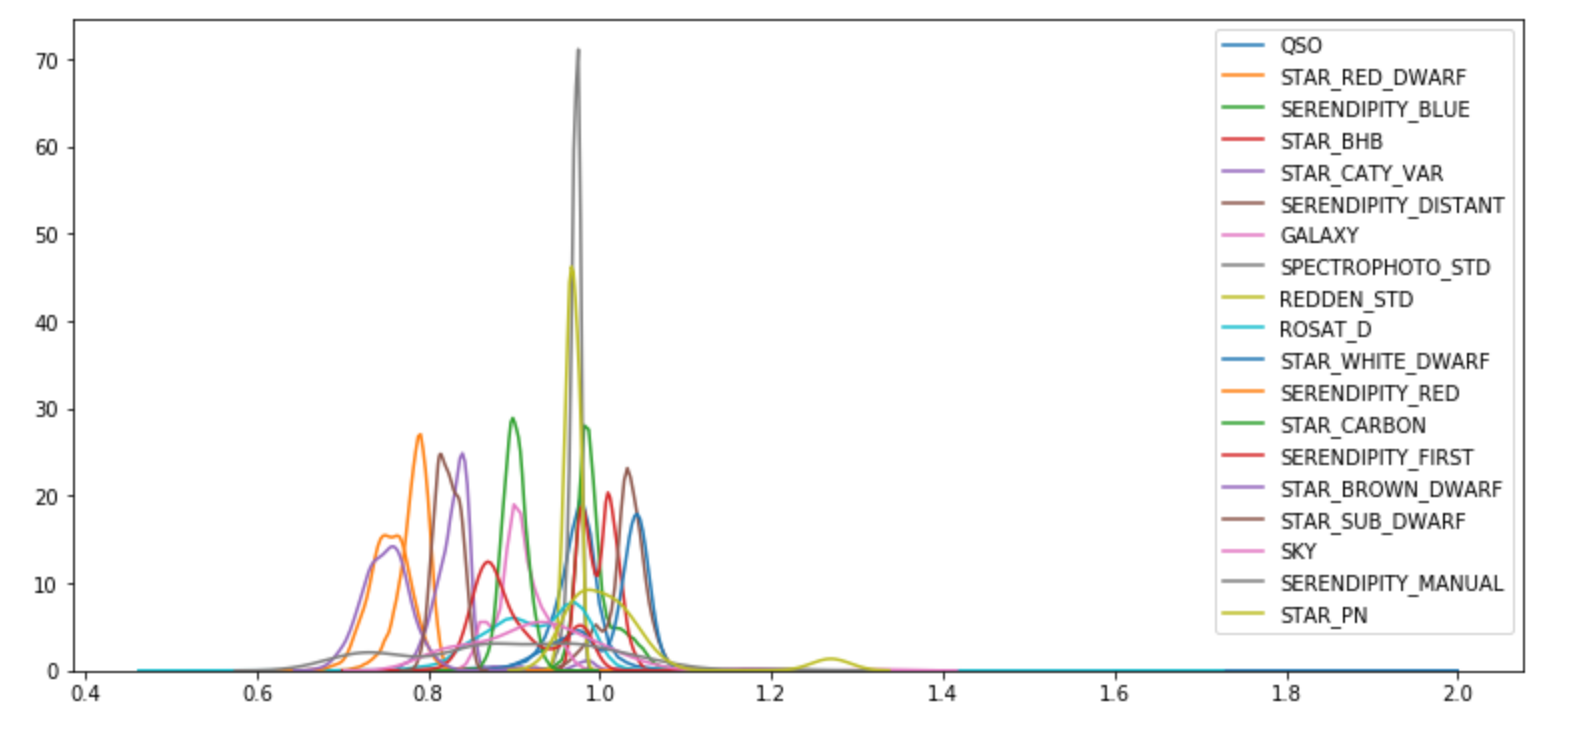 70
60
50
40
30
20
10
0
0.4 0.6 0.8 1.0 1.2 1.4 1.6 1.8 2.0
QSO
STAR_RED_DWARF
SERENDIPITY_BLUE
STAR_BHB
STAR_CATY_VAR
SERENDIPITY_DISTANT
GALAXY
SPECTROPHOTO_STD
REDDEN_STD
ROSAT_D
STAR_WHITE_DWARF
SERENDIPITY_RED
STAR_CARBON
SERENDIPITY_FIRST
STAR_BROWN_DWARF
STAR_SUB_DWARF
SKY
SERENDIPITY_MANUAL
STAR_PN